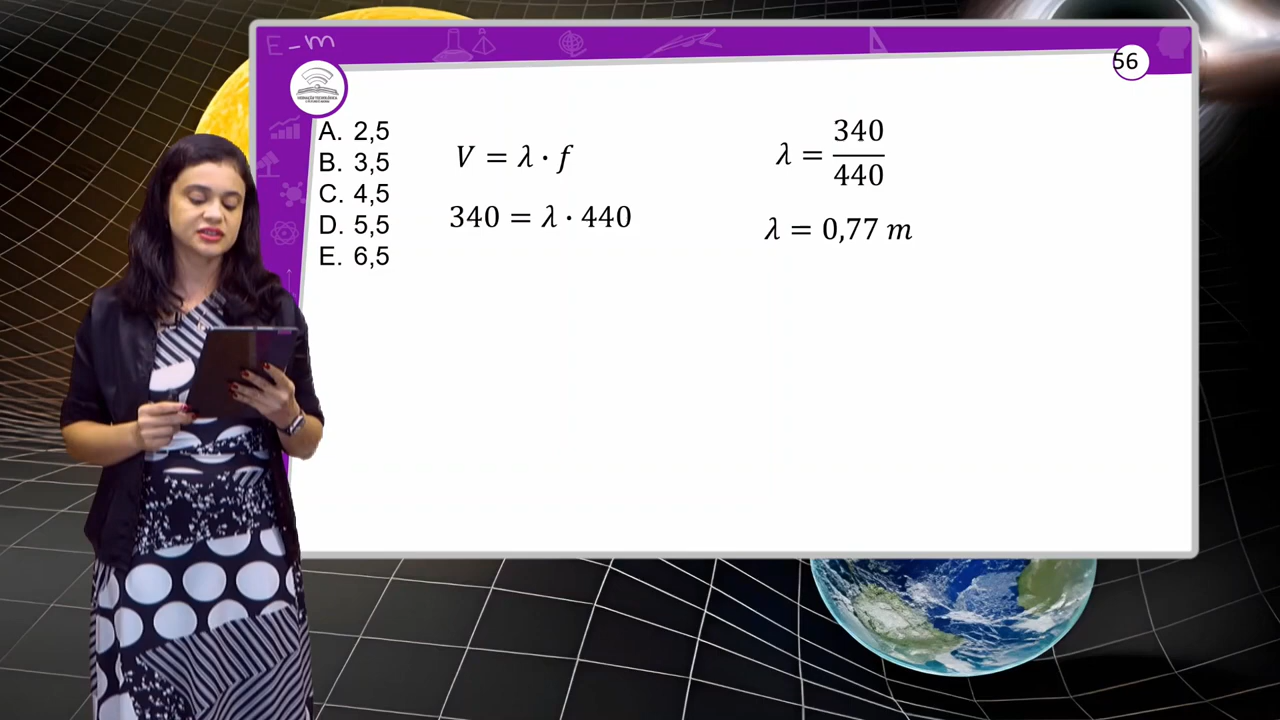 E-m
56
A. 2,5
B. 3,5
C. 4,5
D. 5,5
E. 6,5
V = λ · f
340 = λ · 440
λ = 340/440
λ = 0,77 m